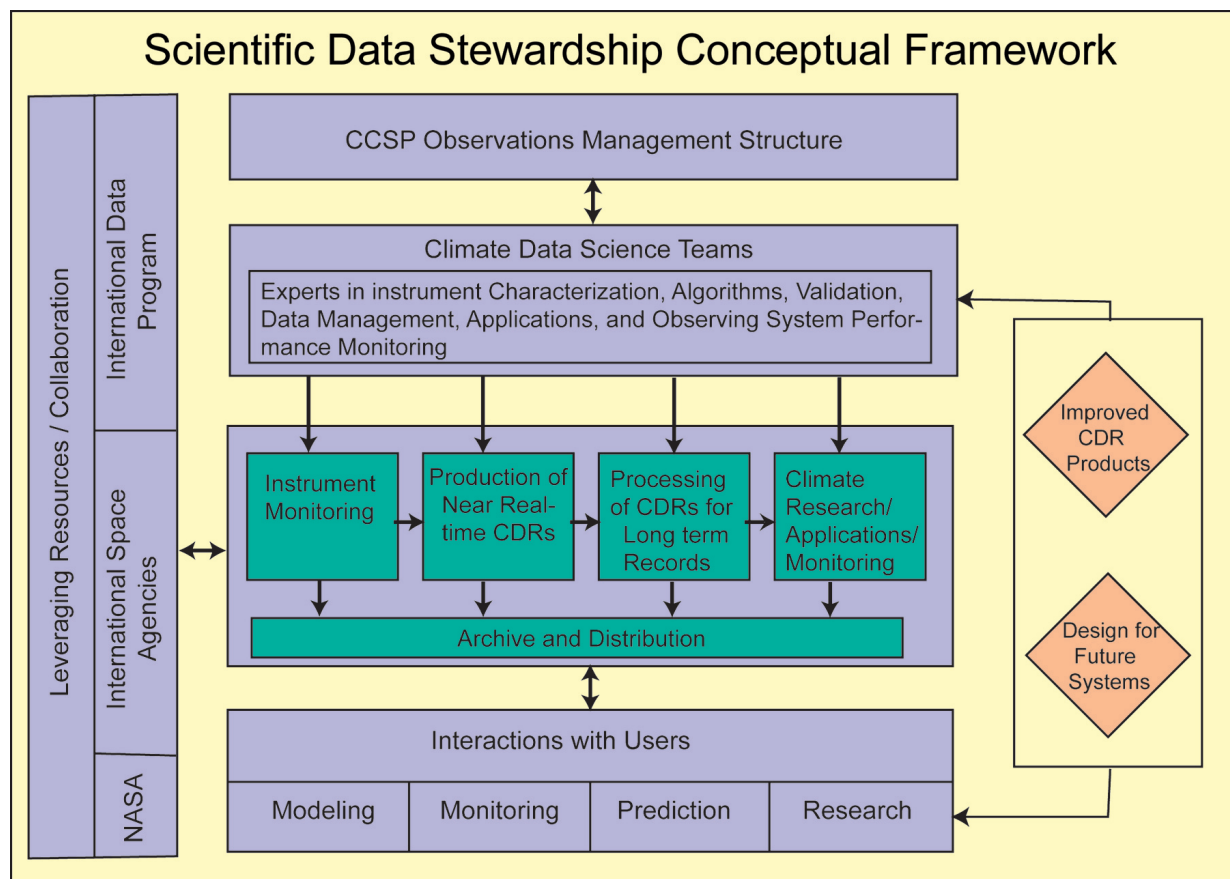 Scientific Data Stewardship Conceptual Framework
Leveraging Resources / Collaboration
International Data
Program
International Space
Agencies
NASA
CCSP Observations Management Structure
Climate Data Science Teams
Experts in instrument Characterization, Algorithms, Validation,
Data Management, Applications, and Observing System Perfor-
mance Monitoring
Instrument
Monitoring
Production of
Near Real-
time CDRs
Processing
of CDRs for
Long term
Records
Climate
Research/
Applications/
Monitoring
Archive and Distribution
Interactions with Users
Modeling
Monitoring
Prediction
Research
Improved
CDR
Products
Design for
Future
Systems